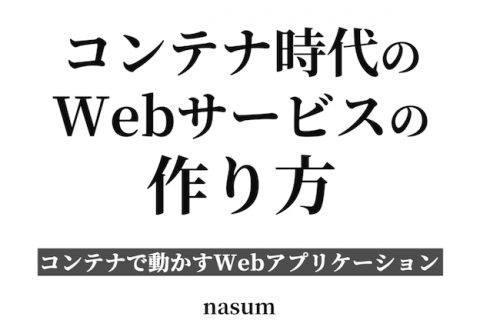 コンテナ時代の
Webサービスの
作り方
コンテナで動かすWebアプリケーション
nasum